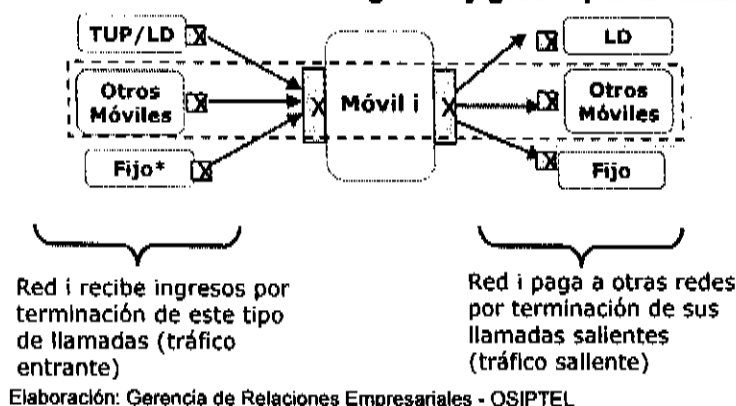 TUP/LD X
X LD
Otros
Móviles X
X Móvil i X
X Otros
Móviles
Fijo* X
X Fijo
Red i recibe ingresos por
terminación de este tipo
de llamadas (tráfico
entrante)
Red i paga a otras redes
por terminación de sus
llamadas salientes
(tráfico saliente)
Elaboración: Gerencia de Relaciones Empresariales - OSIPTEL